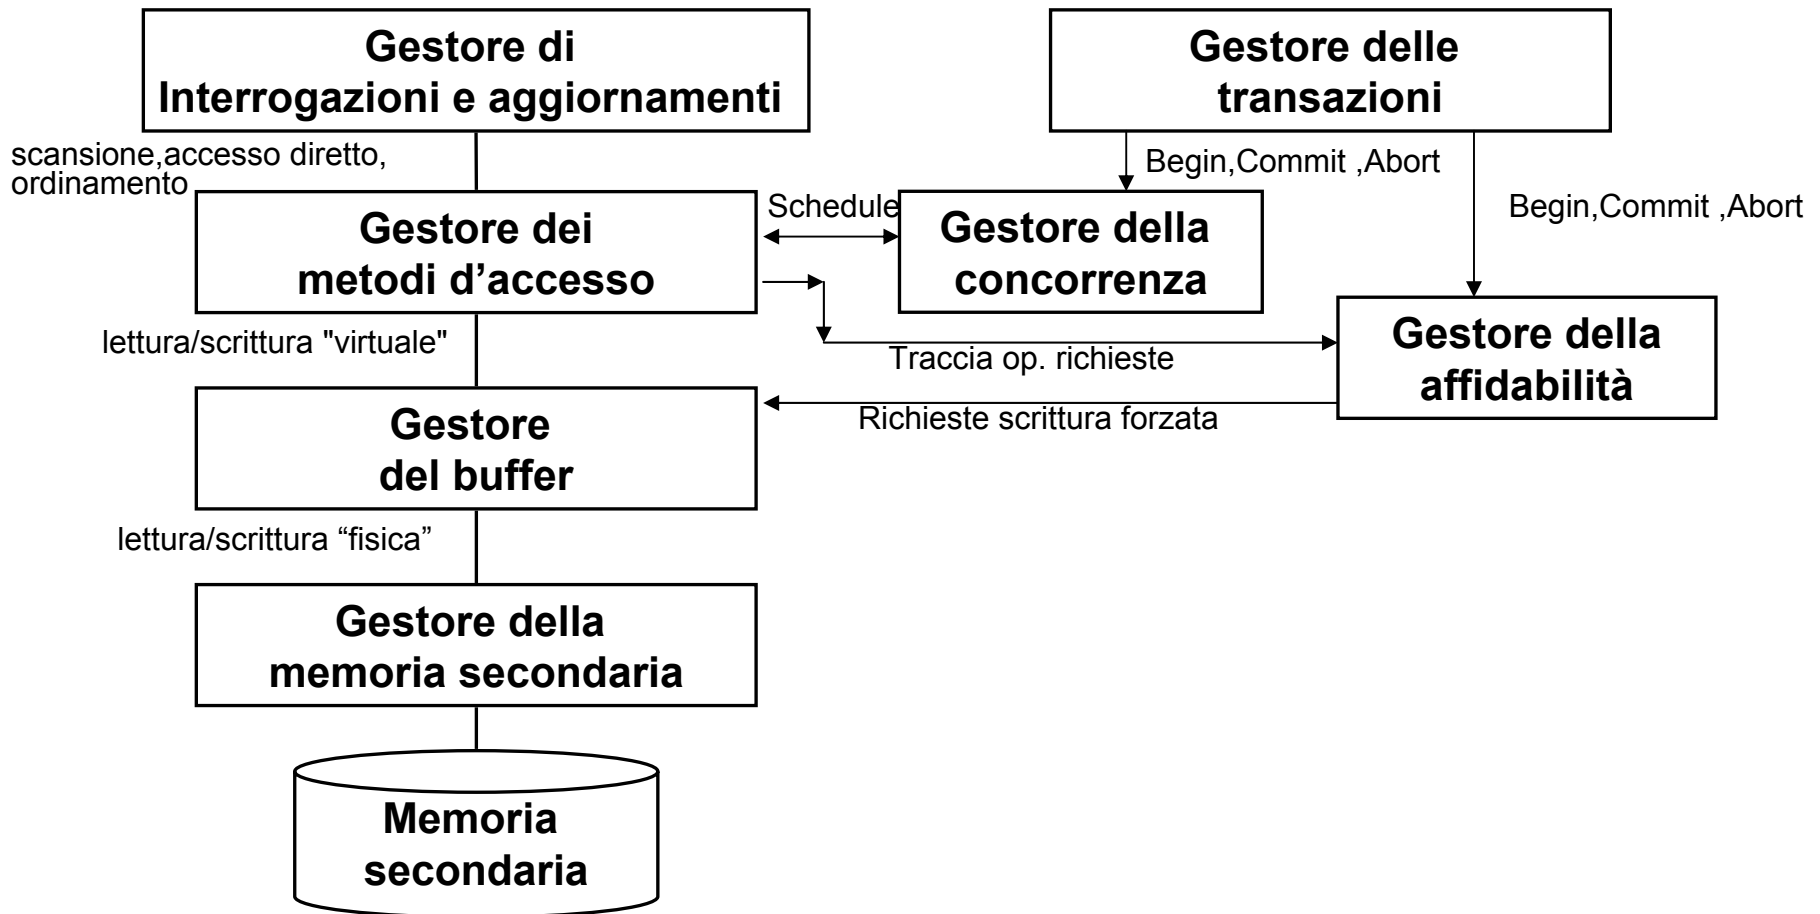 Gestore di
Interrogazioni e aggiornamenti
Gestore delle
transazioni
scansione,accesso diretto,
ordinamento
Begin,Commit ,Abort
Begin,Commit ,Abort
Gestore dei
metodi d’accesso
Schedule
Gestore della
concorrenza
lettura/scrittura "virtuale"
Traccia op. richieste
Gestore della
affidabilità
Richieste scrittura forzata
Gestore
del buffer
lettura/scrittura “fisica”
Gestore della
memoria secondaria
Memoria
secondaria